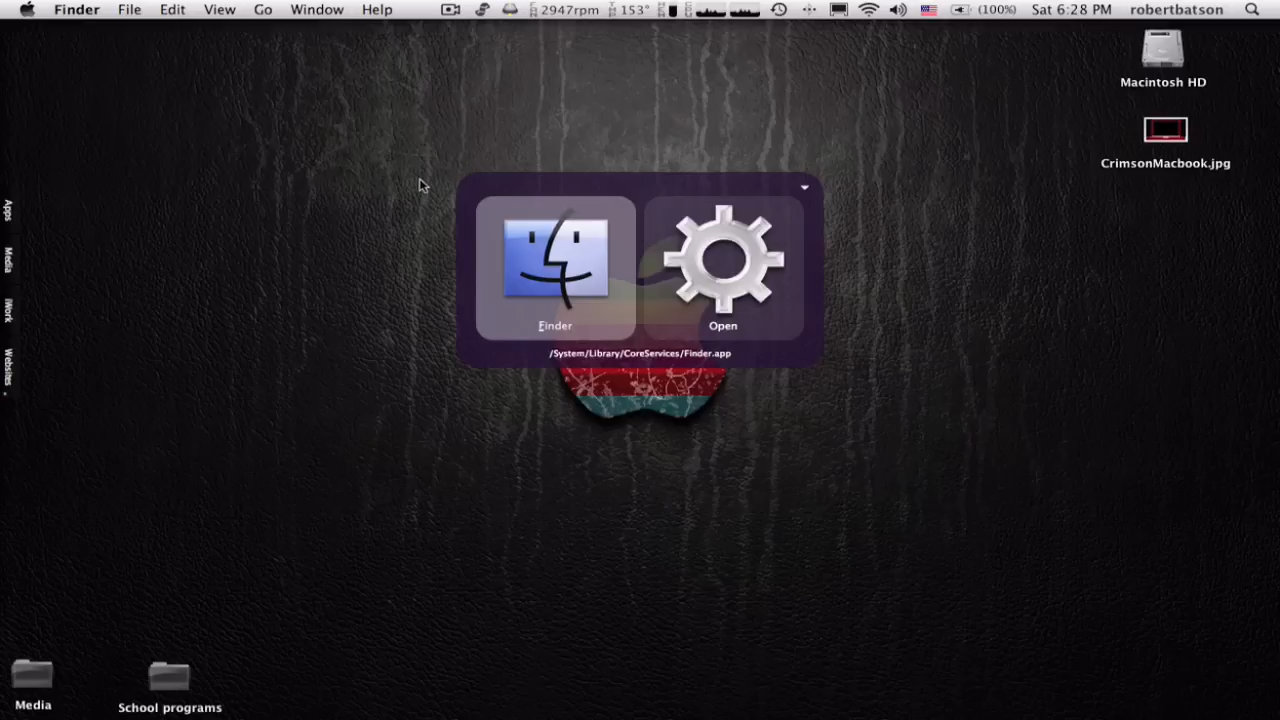 Finder File Edit View Go Window Help 2947rpm 153° (100%) Sat 6:28 PM robertbatson
Macintosh HD
CrimsonMacbook.jpg
Apps
Media
iWork
Websites
Finder Open
/System/Library/CoreServices/Finder.app
Media School programs